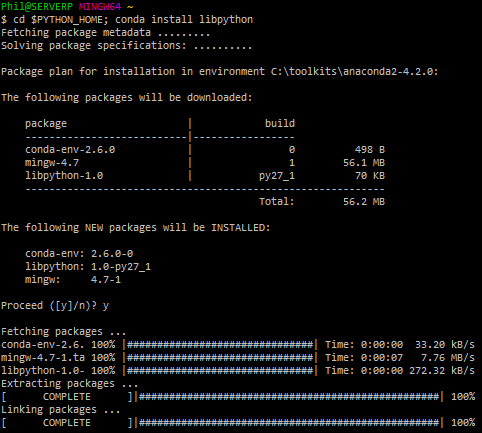 Phil@SERVERP MINGW64 ~
$ cd $PYTHON_HOME; conda install libpython
Fetching package metadata .........
Solving package specifications: ..........
Package plan for installation in environment C:\toolkits\anaconda2-4.2.0:
The following packages will be downloaded:
package | build
---------------------------|-----------------
conda-env-2.6.0 | 0 498 B
mingw-4.7 | 1 56.1 MB
libpython-1.0 | py27_1 70 KB
------------------------------------------------------------
Total: 56.2 MB
The following NEW packages will be INSTALLED:
conda-env: 2.6.0-0
libpython: 1.0-py27_1
mingw: 4.7-1
Proceed ([y]/n)? y
Fetching packages ...
conda-env-2.6. 100% |###############################| Time: 0:00:00 33.20 kB/s
mingw-4.7-1.ta 100% |###############################| Time: 0:00:07 7.76 MB/s
libpython-1.0- 100% |###############################| Time: 0:00:00 272.32 kB/s
Extracting packages ...
[ COMPLETE ]|##################################################| 100%
Linking packages ...
[ COMPLETE ]|##################################################| 100%